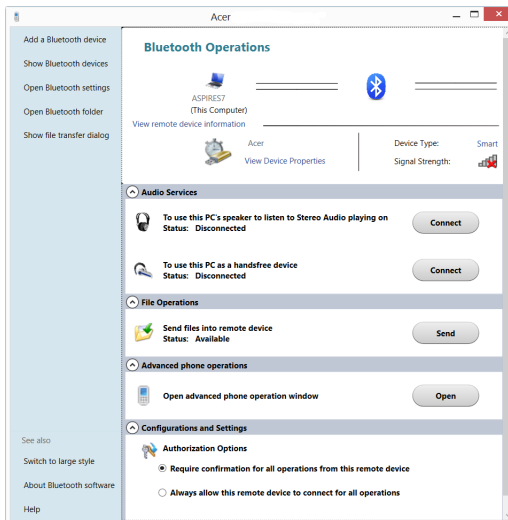 Acer
Add a Bluetooth device
Show Bluetooth devices
Open Bluetooth settings
Open Bluetooth folder
Show file transfer dialog
See also
Switch to large style
About Bluetooth software
Help
Bluetooth Operations
ASPIRES7
(This Computer)
View remote device information
Acer
View Device Properties
Device Type: Smart
Signal Strength:
Audio Services
To use this PC's speaker to listen to Stereo Audio playing on
Status: Disconnected
Connect
To use this PC as a handsfree device
Status: Disconnected
Connect
File Operations
Send files into remote device
Status: Available
Send
Advanced phone operations
Open advanced phone operation window
Open
Configurations and Settings
Authorization Options
Require confirmation for all operations from this remote device
Always allow this remote device to connect for all operations